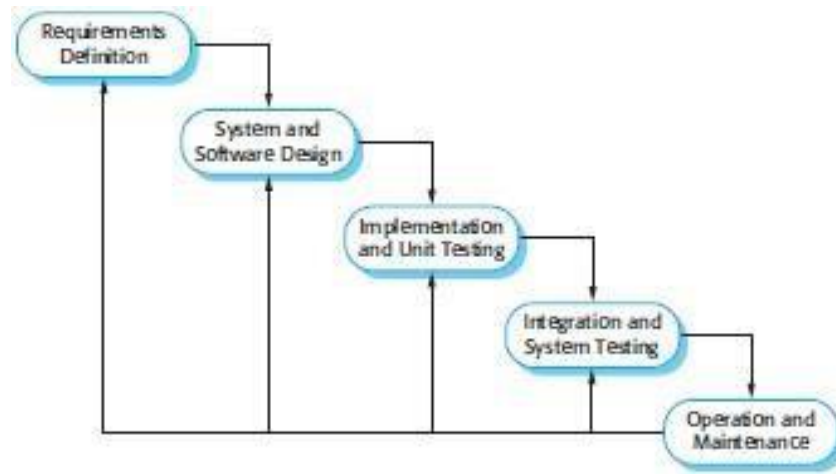 Requirements
Definition
System and
Software Design
Implementation
and Unit Testing
Integration and
System Testing
Operation and
Maintenance